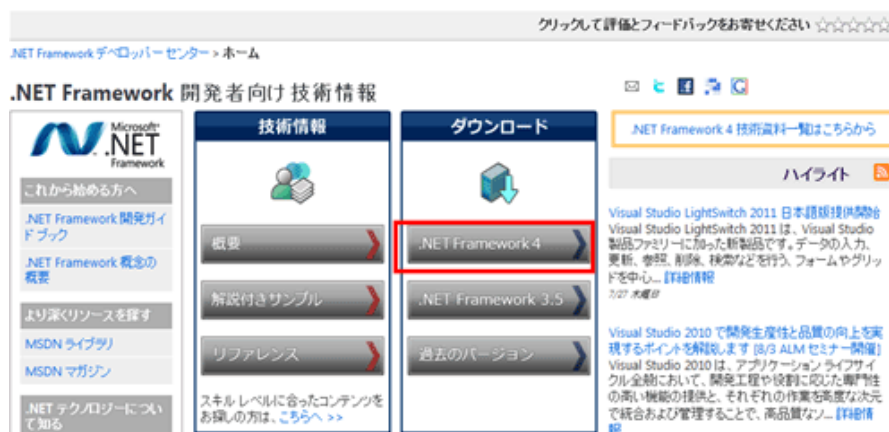 クリックして評価とフィードバックをお寄せください
.NET Framework デベロッパー センター > ホーム
.NET Framework 開発者向け技術情報
Microsoft
.NET
Framework
これから始める方へ
.NET Framework 開発ガイ
ドブック
.NET Framework 概念の
概要
より深くリソースを探す
MSDN ライブラリ
MSDN マガジン
.NET テクノロジーについ
て知る
技術情報
概要
解説付きサンプル
リファレンス
スキル レベルに合ったコンテンツを
お探しの方は、こちらへ >>
ダウンロード
.NET Framework 4
.NET Framework 3.5
過去のバージョン
.NET Framework 4 技術資料一覧はこちらから
ハイライト
Visual Studio LightSwitch 2011 日本語版提供開始
Visual Studio LightSwitch 2011 は、Visual Studio
製品ファミリーに加った新製品です。データの入力、
更新、参照、削除、検索などを行う、フォームやグリッ
ドを中心... 詳細情報
7/27 水曜日
Visual Studio 2010 で開発生産性と品質の向上を実
現するポイントを解説します [8/3 ALM セミナー開催]
Visual Studio 2010 は、アプリケーション ライフサイ
クル全般において、開発工程や役割に応じた専門性
の高い機能の提供と、それぞれの作業を高度な次元
で統合および管理することで、高品質なソ... 詳細情
報